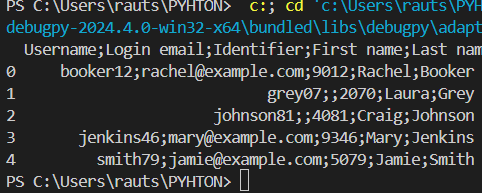 PS C:\Users\rauts\PYHTON>  c:; cd 'c:\Users\rauts\PYH
debugpy-2024.4.0-win32-x64\bundled\libs\debugpy\adapt
  Username;Login email;Identifier;First name;Last nam
0     booker12;rachel@example.com;9012;Rachel;Booker
1                          grey07;;2070;Laura;Grey
2                   johnson81;;4081;Craig;Johnson
3     jenkins46;mary@example.com;9346;Mary;Jenkins
4       smith79;jamie@example.com;5079;Jamie;Smith
PS C:\Users\rauts\PYHTON>